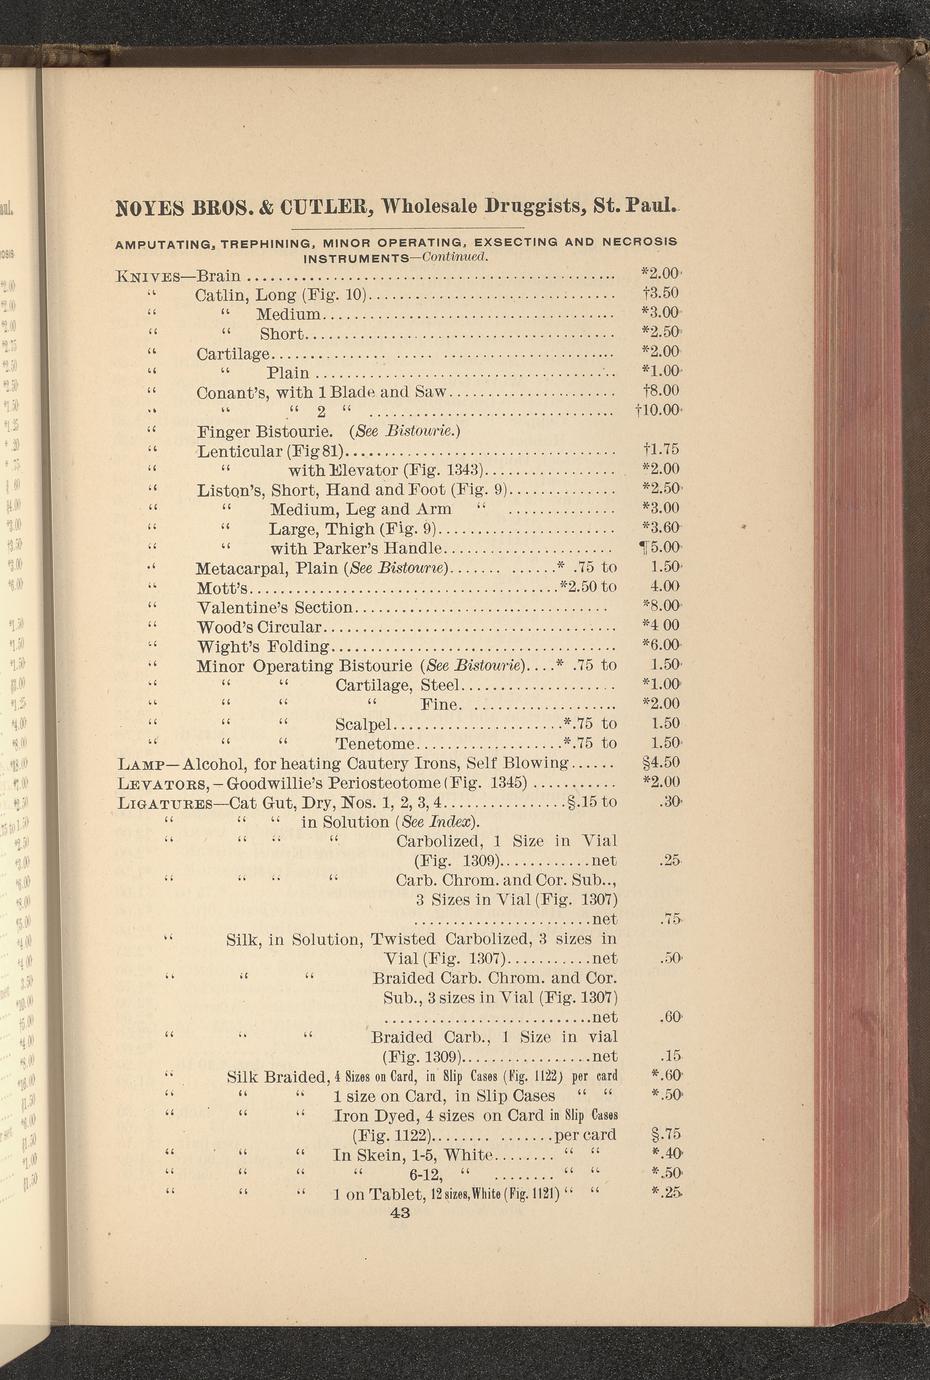 NOYES BROS. & CUTLER, Wholesale Druggists, St. Paul.
AMPUTATING, TREPHINING, MINOR OPERATING, EXSECTING AND NECROSIS
INSTRUMENTS—Continued.
KNIVES—Brain ........ *2.00
“ Catlin, Long (Fig. 10)........ †3.50
“ “ Medium........ *3.00
“ “ Short........ *2.50
“ Cartilage........ *2.00
“ “ Plain ........ *1.00
“ Conant's, with 1 Blade and Saw........ †8.00
“ “ “ 2 “ ........ †10.00
“ Finger Bistourie. (See Bistourie.)
“ Lenticular (Fig 81)........ †1.75
“ “ with Elevator (Fig. 1343)........ *2.00
“ Liston's, Short, Hand and Foot (Fig. 9)........ *2.50
“ “ Medium, Leg and Arm “ ........ *3.00
“ “ Large, Thigh (Fig. 9)........ *3.60
“ “ with Parker's Handle........ ¶5.00
“ Metacarpal, Plain (See Bistourie)........* .75 to 1.50
“ Mott's........*2.50 to 4.00
“ Valentine's Section........ *8.00
“ Wood's Circular........ *4 00
“ Wight's Folding........ *6.00
“ Minor Operating Bistourie (See Bistourie)....* .75 to 1.50
“ “ “ Cartilage, Steel........ *1.00
“ “ “ “ Fine. ........ *2.00
“ “ “ Scalpel........*.75 to 1.50
“ “ “ Tenetome........*.75 to 1.50
LAMP—Alcohol, for heating Cautery Irons, Self Blowing...... §4.50
LEVATORS,—Goodwillie's Periosteotome (Fig. 1345) ........ *2.00
LIGATURES—Cat Gut, Dry, Nos. 1, 2, 3, 4........§.15 to .30
“ “ “ in Solution (See Index).
“ “ “ “ Carbolized, 1 Size in Vial
(Fig. 1309)........net .25
“ “ “ “ Carb. Chrom. and Cor. Sub..,
3 Sizes in Vial (Fig. 1307)
........net .75
“ Silk, in Solution, Twisted Carbolized, 3 sizes in
Vial (Fig. 1307)........net .50
“ “ “ Braided Carb. Chrom. and Cor.
Sub., 3 sizes in Vial (Fig. 1307)
........net .60
“ “ “ Braided Carb., 1 Size in vial
(Fig. 1309)........net .15
“ Silk Braided, 4 Sizes on Card, in Slip Cases (Fig. 1122) per card *.60
“ “ “ 1 size on Card, in Slip Cases “ “ *.50
“ “ “ Iron Dyed, 4 sizes on Card in Slip Cases
(Fig. 1122)........per card §.75
“ “ “ In Skein, 1-5, White........ “ “ *.40
“ “ “ “ 6-12, “ ........ “ “ *.50
“ “ “ 1 on Tablet, 12 sizes, White (Fig. 1121) “ “ *.25
43